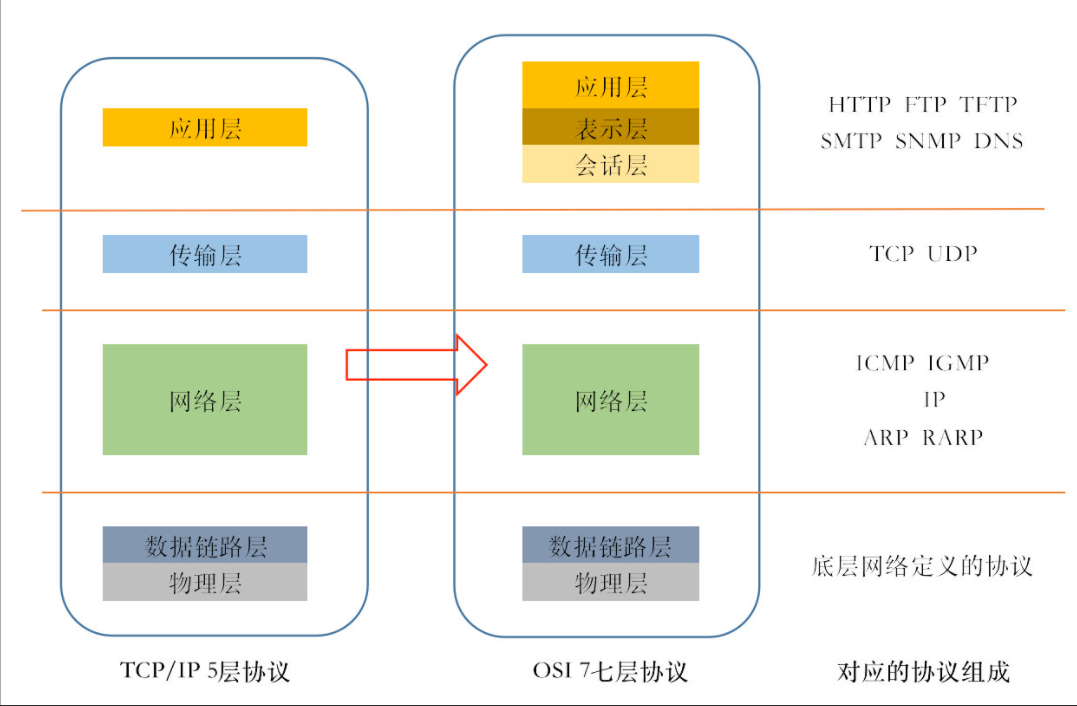 应用层
传输层
网络层
数据链路层
物理层
TCP/IP 5层协议
应用层
表示层
会话层
传输层
网络层
数据链路层
物理层
OSI 7七层协议
HTTP FTP TFTP
SMTP SNMP DNS
TCP UDP
ICMP IGMP
IP
ARP RARP
底层网络定义的协议
对应的协议组成